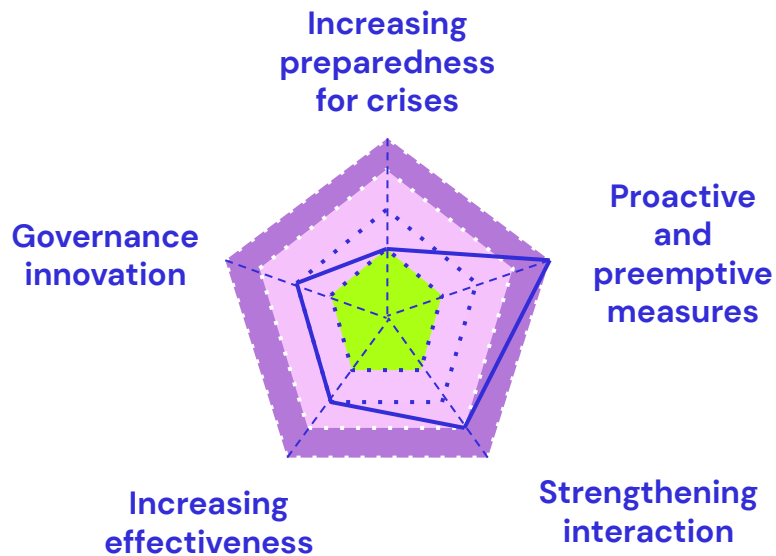 Increasing
preparedness
for crises
Proactive
and
preemptive
measures
Governance
innovation
Strengthening
interaction
Increasing
effectiveness